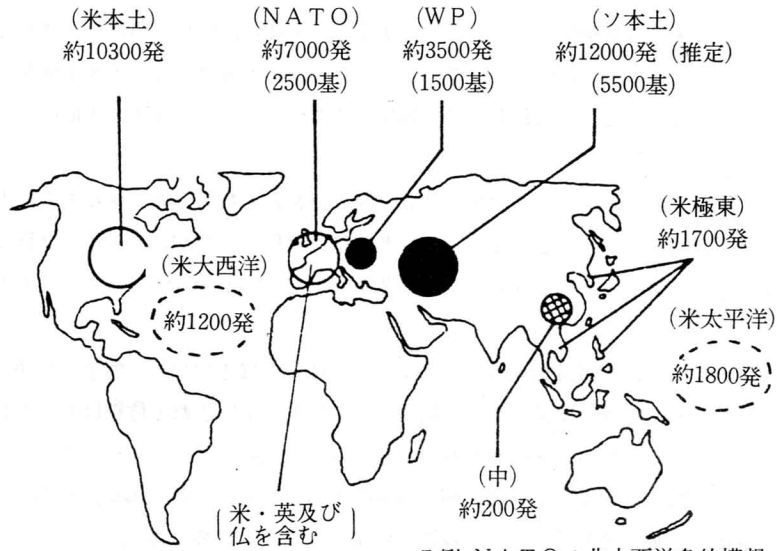 (米本土)
約10300発
(NATO)
約7000発
(2500基)
(WP)
約3500発
(1500基)
(ソ本土)
約12000発(推定)
(5500基)
(米極東)
約1700発
(米大西洋)
約1200発
(米太平洋)
約1800発
(中)
約200発
米・英及び
仏を含む